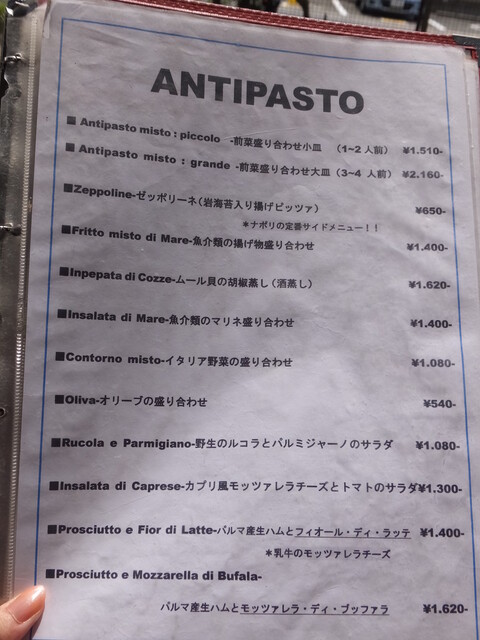 ANTIPASTO
■ Antipasto misto : piccolo -前菜盛り合わせ小皿 （1~2 人前） ¥1.510-
■ Antipasto misto : grande -前菜盛り合わせ大皿（3~4 人前） ¥2.160-
■Zeppoline-ゼッポリーネ（岩海苔入り揚げピッツァ） ¥650-
＊ナポリの定番サイドメニュー！！
■Fritto misto di Mare-魚介類の揚げ物盛り合わせ ¥1.400-
■Inpepata di Cozze-ムール貝の胡椒蒸し（酒蒸し） ¥1.620-
■Insalata di Mare-魚介類のマリネ盛り合わせ ¥1.400-
■Contorno misto-イタリア野菜の盛り合わせ ¥1.080-
■Oliva-オリーブの盛り合わせ ¥540-
■Rucola e Parmigiano-野生のルコラとパルミジャーノのサラダ ¥1.080-
■Insalata di Caprese-カプリ風モッツァレラチーズとトマトのサラダ¥1.300-
■Prosciutto e Fior di Latte-パルマ産生ハムとフィオール・ディ・ラッテ ¥1.400-
＊乳牛のモッツァレラチーズ
■Prosciutto e Mozzarella di Bufala-
パルマ産生ハムとモッツァレラ・ディ・ブッファラ ¥1.620-